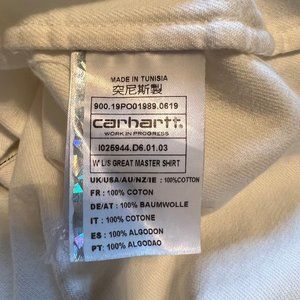 MADE IN TUNISIA
突尼斯製
900.19PO01989.0619
carhartt
WORK IN PROGRESS
I026944.D6.01.03
W' L/S GREAT MASTER SHIRT
UK/USA/AU/NZ/IE : 100%COTTON
FR : 100% COTON
DE/AT : 100% BAUMWOLLE
IT : 100% COTONE
ES : 100% ALGODON
PT: 100% ALGODAO